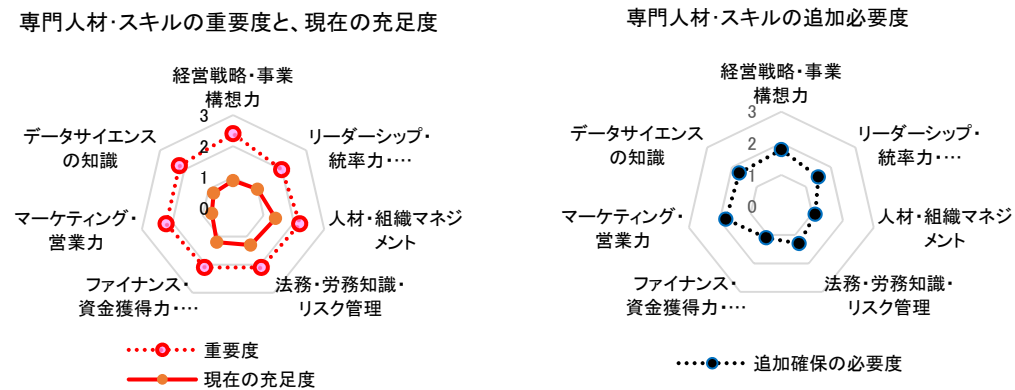 専門人材･スキルの重要度と、現在の充足度
経営戦略･事業
構想力
リーダーシップ･
統率力･…
人材･組織マネジ
メント
法務･労務知識･
リスク管理
ファイナンス･
資金獲得力･…
マーケティング･
営業力
データサイエンス
の知識
3
2
1
0
重要度
現在の充足度
専門人材･スキルの追加必要度
経営戦略･事業
構想力
リーダーシップ･
統率力･…
人材･組織マネジ
メント
法務･労務知識･
リスク管理
ファイナンス･
資金獲得力･…
マーケティング･
営業力
データサイエンス
の知識
3
2
1
0
追加確保の必要度